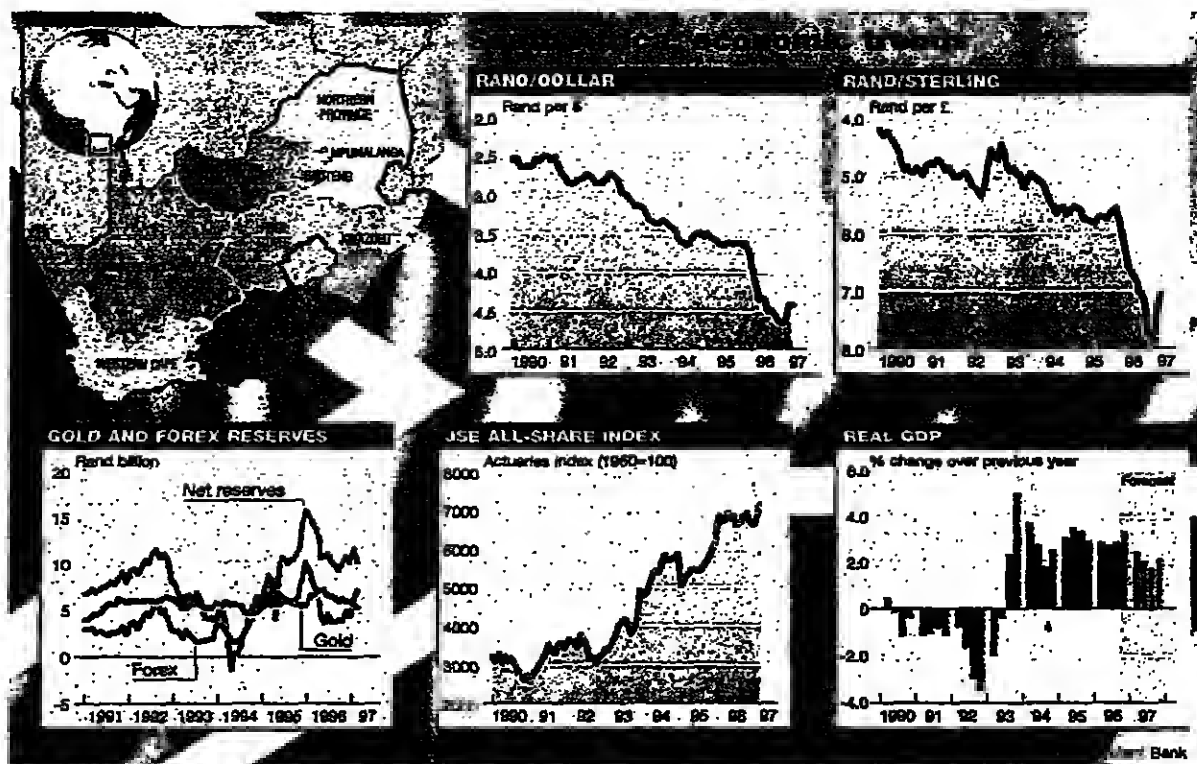 NORTHERN
PROVINCE
MPUMALANGA
WESTERN CAPE
RAND/DOLLAR
Rand per $
2.0
2.5
3.0
3.5
4.0
4.5
5.0
1990 91 92 93 94 95 96 97
RAND/STERLING
Rand per £
4.0
5.0
6.0
7.0
8.0
1990 91 92 93 94 95 96 97
GOLD AND FOREX RESERVES
Rand billion
20
15
10
5
0
-5
Net reserves
Gold
Forex
1991 1992 1993 1994 1995 1996 97
JSE ALL-SHARE INDEX
Actuaries index (1960=100)
8000
7000
6000
5000
4000
3000
2000
1990 91 92 93 94 95 96 97
REAL GDP
% change over previous year
6.0
4.0
2.0
0
-2.0
-4.0
Forecast
1990 91 92 93 94 95 96 97
Bank